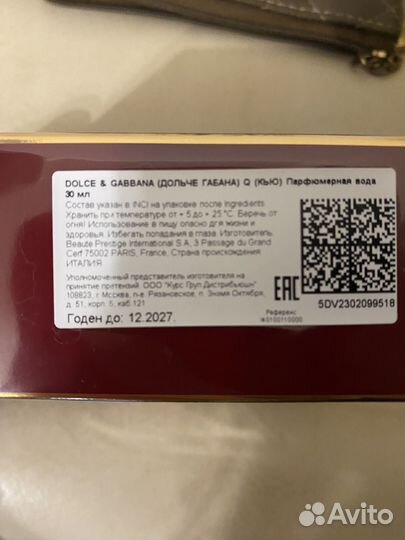 DOLCE & GABBANA (ДОЛЬЧЕ ГАБАНА) Q (КЬЮ) Парфюмерная вода
30 мл
Состав указан в INCI на упаковке после Ingredients
Хранить при температуре от + 5 до + 25 °С. Беречь от
огня! Использование в пищу опасно для жизни и
здоровья. Избегать попадания в глаза. Изготовитель:
Beaute Prestige International S.A, 3 Passage du Grand
Cerf 75002 PARIS, France, Страна происхождения
ИТАЛИЯ
Уполномоченный представитель изготовителя на
принятие претензий: ООО "Курс Груп Дистрибьюшн"
108823, г. Москва, п-е. Рязановское, п. Знамя Октября,
д. 51, корп. 5, каб.121
Годен до: 12.2027.
EAC
5DV2302099518
Референс
#0100110000
Avito